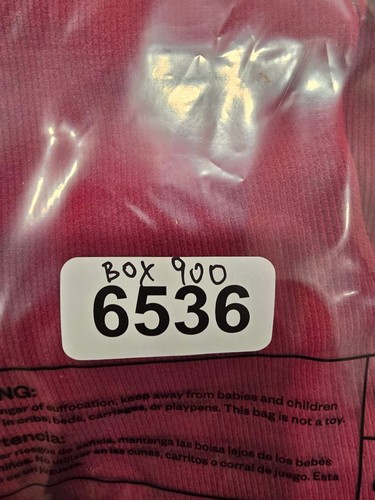 BOX 900
6536
NG:
nger of suffocation, keep away from babies and children
in cribs, beds, carriages, or playpens. This bag is not a toy.
tencia:
mantenga las bolsa lejos de los bebés
No utilizar en las cunas, carritos o corral de juego. Esta